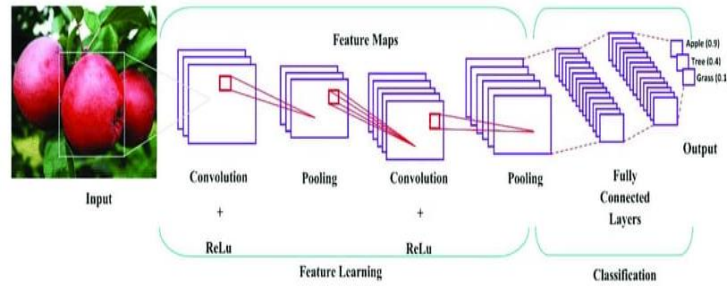 Feature Maps
Apple (0.9)
Tree (0.4)
Grass (0.1
Output
Input
Convolution
+
ReLu
Pooling
Convolution
+
ReLu
Pooling
Fully
Connected
Layers
Feature Learning
Classification